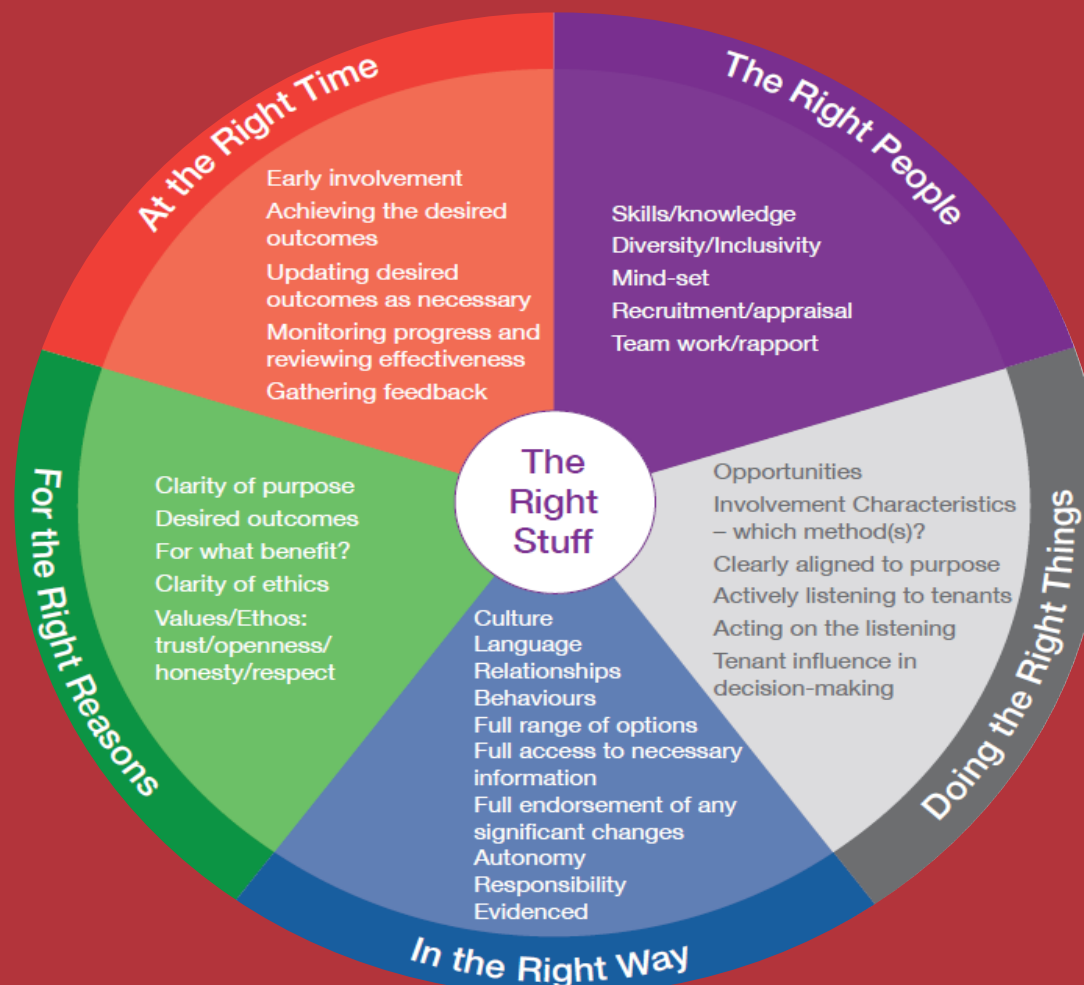 The Right People
Skills/knowledge
Diversity/Inclusivity
Mind-set
Recruitment/appraisal
Team work/rapport
Doing the Right Things
Opportunities
Involvement Characteristics
– which method(s)?
Clearly aligned to purpose
Actively listening to tenants
Acting on the listening
Tenant influence in
decision-making
In the Right Way
Culture
Language
Relationships
Behaviours
Full range of options
Full access to necessary
information
Full endorsement of any
significant changes
Autonomy
Responsibility
Evidenced
For the Right Reasons
Clarity of purpose
Desired outcomes
For what benefit?
Clarity of ethics
Values/Ethos:
trust/openness/
honesty/respect
At the Right Time
Early involvement
Achieving the desired
outcomes
Updating desired
outcomes as necessary
Monitoring progress and
reviewing effectiveness
Gathering feedback
The
Right
Stuff